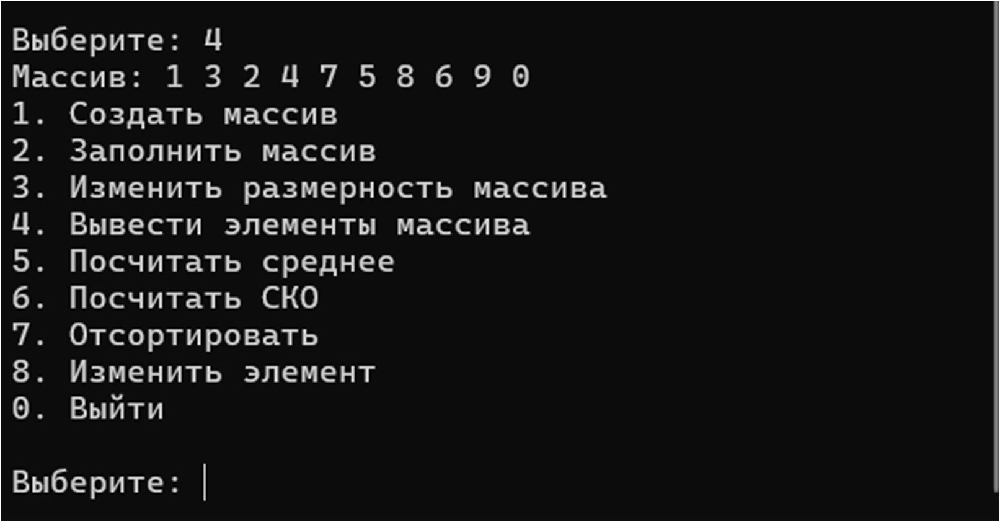 Выберите: 4
Массив: 1 3 2 4 7 5 8 6 9 0
1. Создать массив
2. Заполнить массив
3. Изменить размерность массива
4. Вывести элементы массива
5. Посчитать среднее
6. Посчитать СКО
7. Отсортировать
8. Изменить элемент
0. Выйти
Выберите: